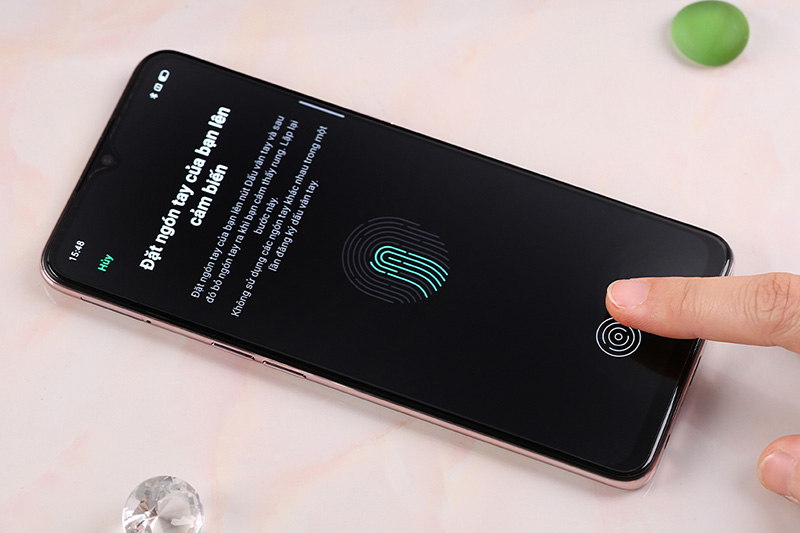 15:48
Hủy
Đặt ngón tay của bạn lên
cảm biến
Đặt ngón tay của bạn lên nút Dấu vân tay và sau
đó bỏ ngón tay ra khi bạn cảm thấy rung. Lặp lại
bước này.
Không sử dụng các ngón tay khác nhau trong một
lần đăng ký dấu vân tay.